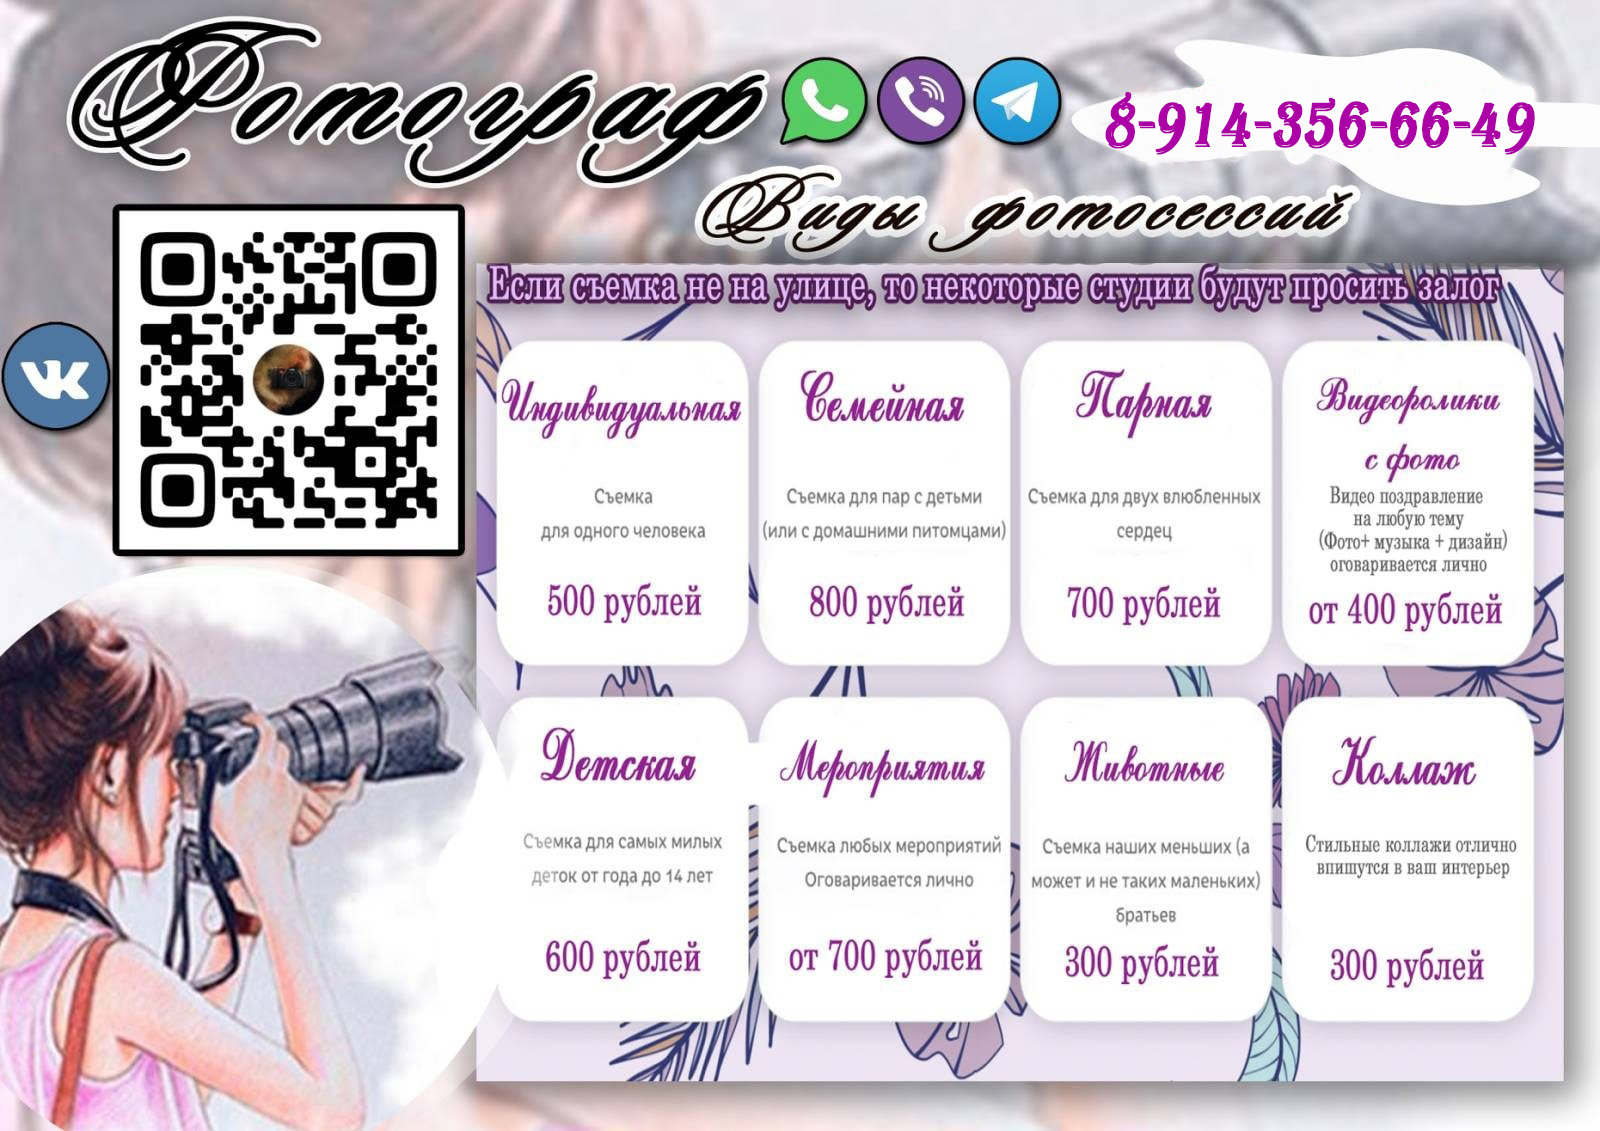 Фотограф
8-914-356-66-49
Виды фотосессий
Если съемка не на улице, то некоторые студии будут просить залог
Индивидуальная
Съемка
для одного человека
500 рублей
Семейная
Съемка для пар с детьми
(или с домашними питомцами)
800 рублей
Парная
Съемка для двух влюбленных
сердец
700 рублей
Видеоролики
с фото
Видео поздравление
на любую тему
(Фото+ музыка + дизайн)
оговаривается лично
от 400 рублей
Детская
Съемка для самых милых
деток от года до 14 лет
600 рублей
Мероприятия
Съемка любых мероприятий
Оговаривается лично
от 700 рублей
Животные
Съемка наших меньших (а
может и не таких маленьких)
братьев
300 рублей
Коллаж
Стильные коллажи отлично
впишутся в ваш интерьер
300 рублей